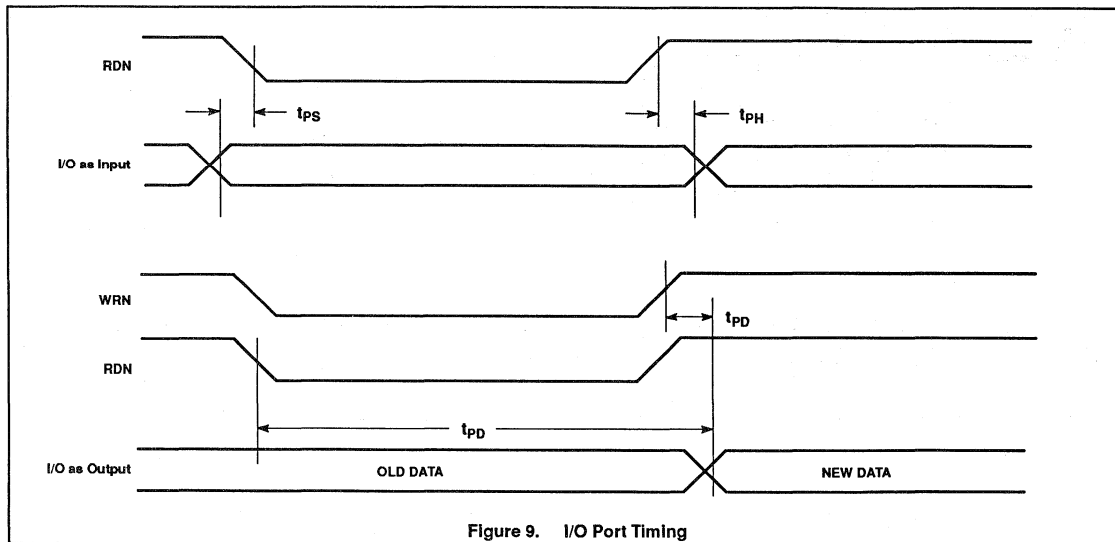 RDN
tPS
tPH
I/O as Input
WRN
tPD
RDN
tPD
I/O as Output
OLD DATA
NEW DATA
Figure 9. I/O Port Timing